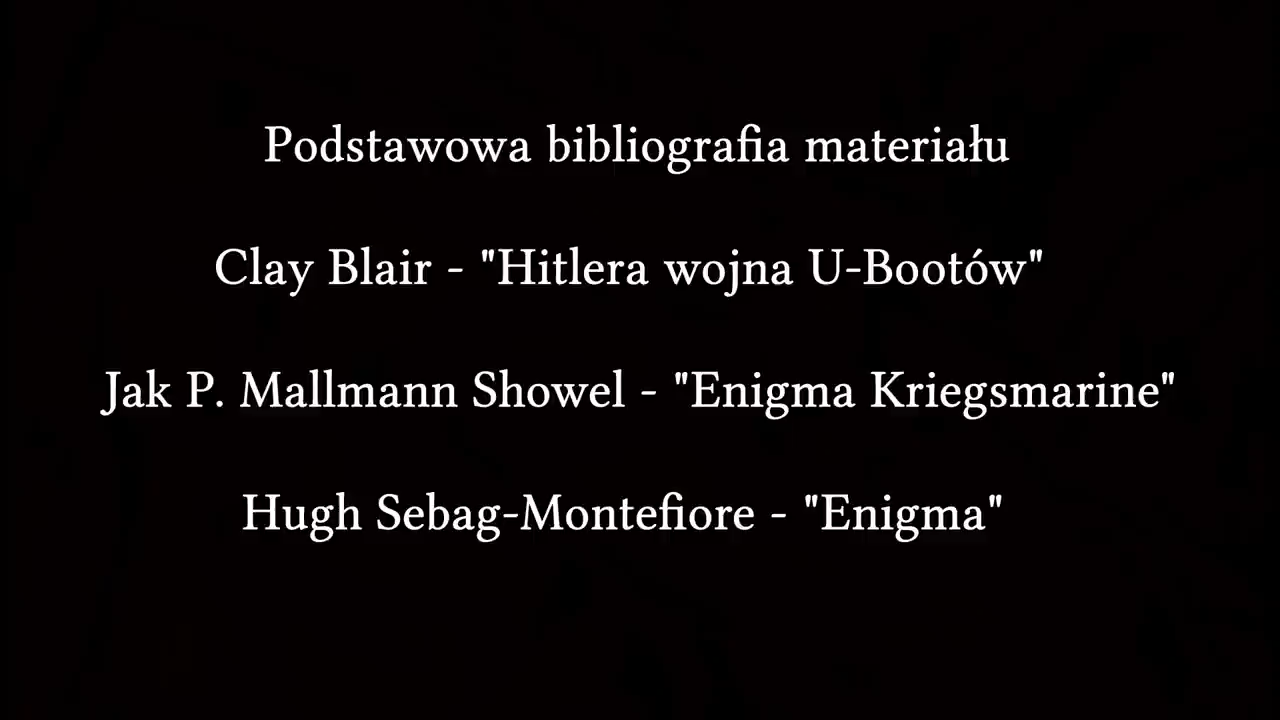 Podstawowa bibliografia materiału
Clay Blair - "Hitlera wojna U-Bootów"
Jak P. Mallmann Showel - "Enigma Kriegsmarine"
Hugh Sebag-Montefiore - "Enigma"